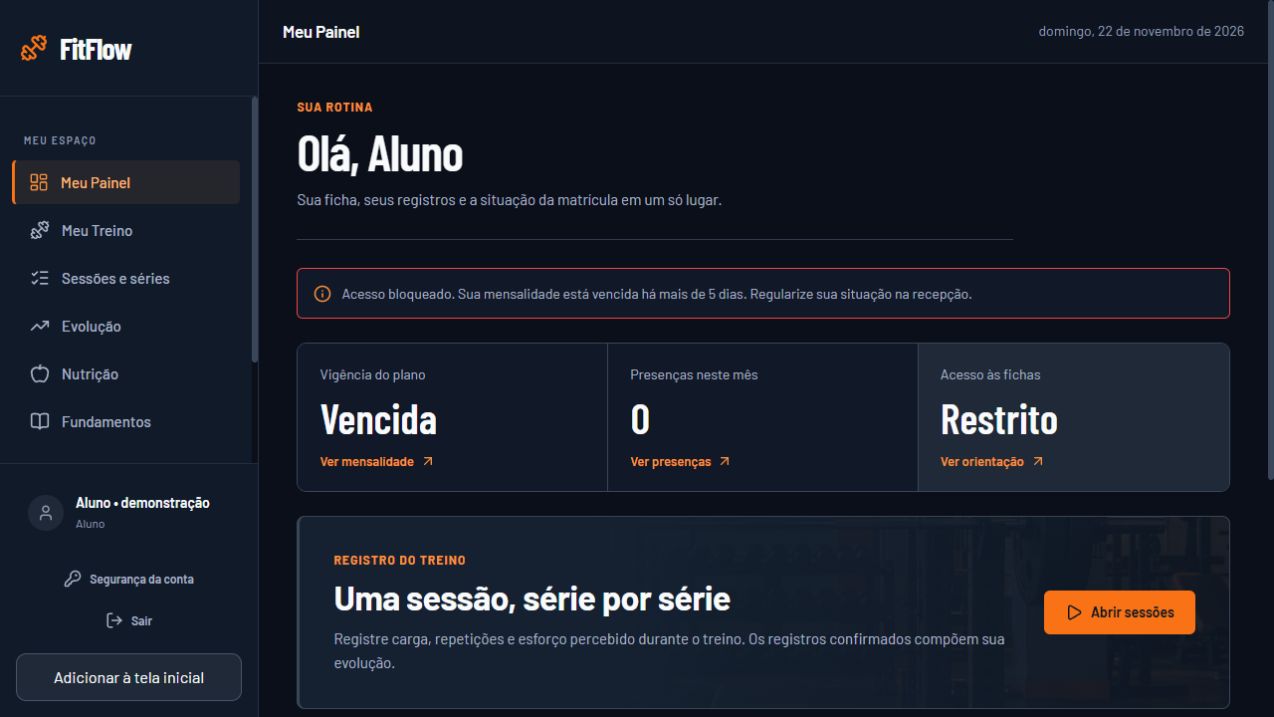 FitFlow
MEU ESPAÇO
Meu Painel
Meu Treino
Sessões e séries
Evolução
Nutrição
Fundamentos
Aluno • demonstração
Aluno
Segurança da conta
Sair
Adicionar à tela inicial
Meu Painel
domingo, 22 de novembro de 2026
SUA ROTINA
Olá, Aluno
Sua ficha, seus registros e a situação da matrícula em um só lugar.
Acesso bloqueado. Sua mensalidade está vencida há mais de 5 dias. Regularize sua situação na recepção.
Vigência do plano
Vencida
Ver mensalidade
Presenças neste mês
0
Ver presenças
Acesso às fichas
Restrito
Ver orientação
REGISTRO DO TREINO
Uma sessão, série por série
Registre carga, repetições e esforço percebido durante o treino. Os registros confirmados compõem sua
evolução.
Abrir sessões